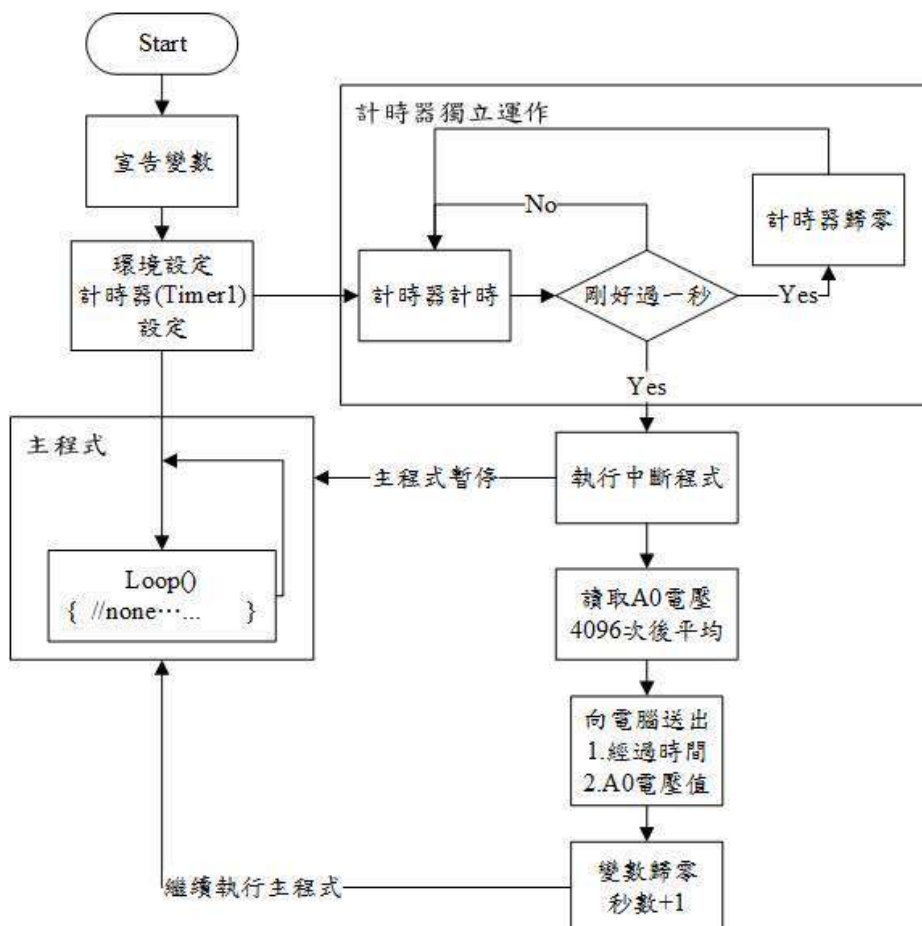 Start
宣告變數
環境設定
計時器(Timer1)
設定
計時器獨立運作
計時器歸零
No
計時器計時
剛好過一秒
Yes
Yes
主程式
主程式暫停
執行中斷程式
Loop()
{ //none⋯... }
讀取A0電壓
4096次後平均
向電腦送出
1.經過時間
2.A0電壓值
繼續執行主程式
變數歸零
秒數+1